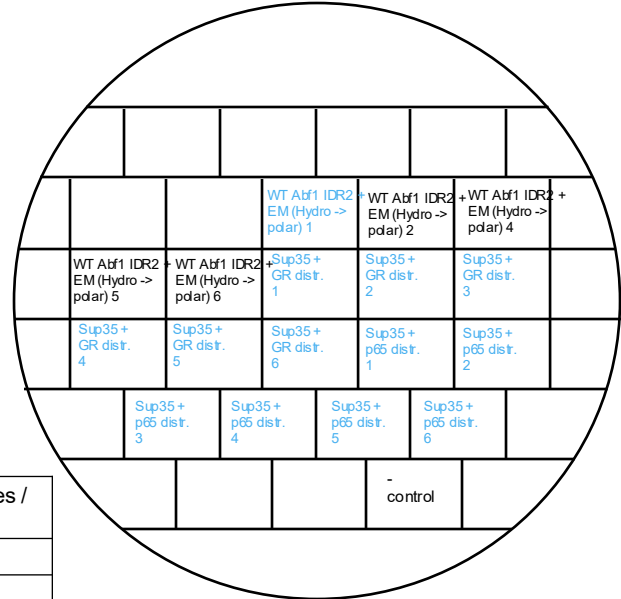 WT Abf1 IDR2 +
EM (Hydro ->
polar) 1
WT Abf1 IDR2 +
EM (Hydro ->
polar) 2
WT Abf1 IDR2 +
EM (Hydro ->
polar) 4
WT Abf1 IDR2 +
EM (Hydro ->
polar) 5
WT Abf1 IDR2 +
EM (Hydro ->
polar) 6
Sup35 +
GR distr.
1
Sup35 +
GR distr.
2
Sup35 +
GR distr.
3
Sup35 +
GR distr.
4
Sup35 +
GR distr.
5
Sup35 +
GR distr.
6
Sup35 +
p65 distr.
1
Sup35 +
p65 distr.
2
Sup35 +
p65 distr.
3
Sup35 +
p65 distr.
4
Sup35 +
p65 distr.
5
Sup35 +
p65 distr.
6
-
control
/